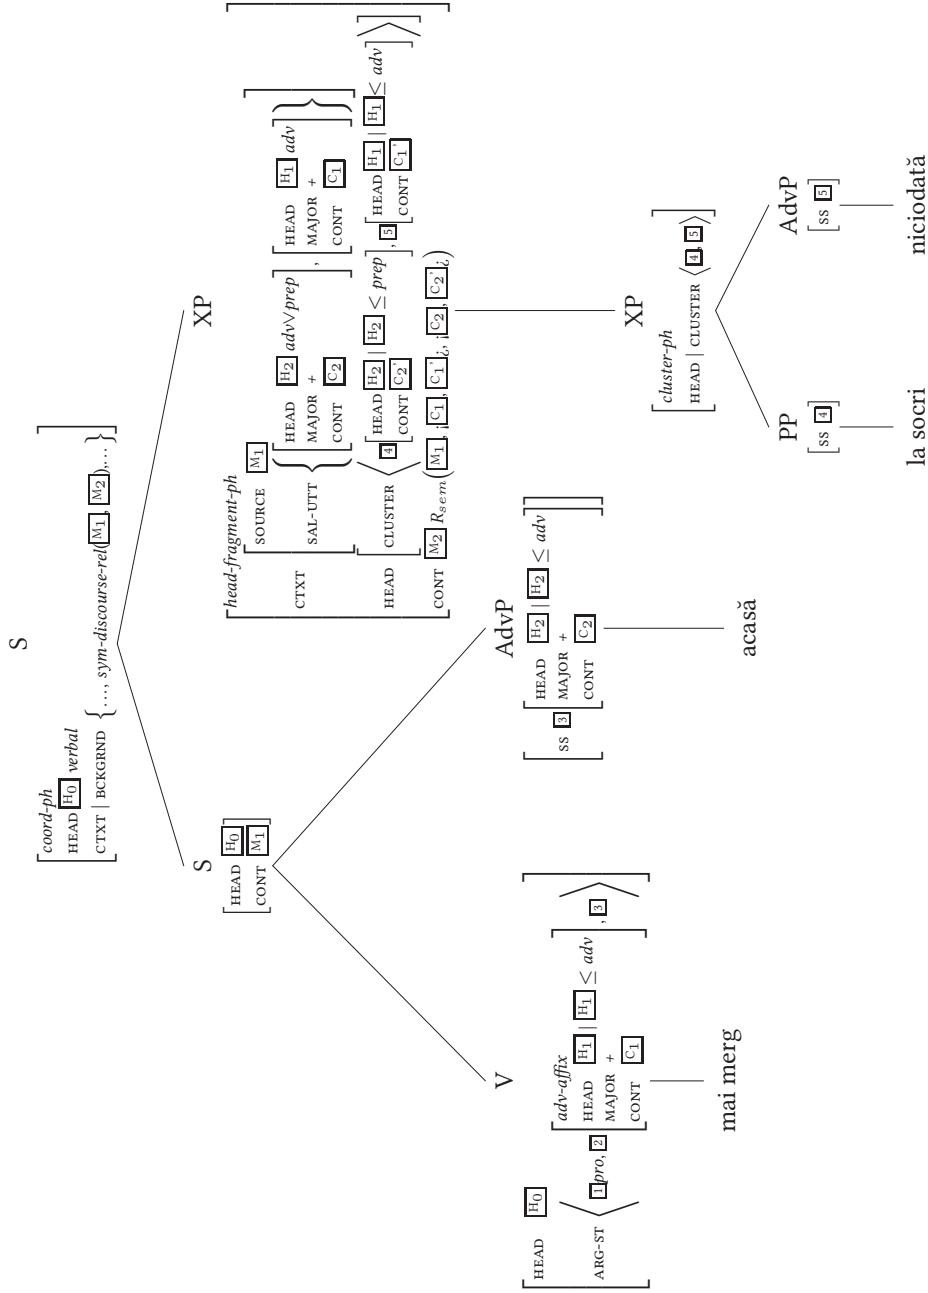 S
coord-ph
HEAD H0 verbal
CTXT | BCKGRND {…, sym-discourse-rel(M1, M2),…}
S
HEAD H0
CONT M1
XP
head-fragment-ph
CTXT
SOURCE M1
SAL-UTT
HEAD H2 adv∨prep
MAJOR +
CONT C2
,
HEAD H1 adv
MAJOR +
CONT C1
HEAD
CLUSTER
4
HEAD H2 | H2 ≤ prep
CONT C2'
, 5
HEAD H1 | H1 ≤ adv
CONT C1'
CONT M2 Rsem(M1, ¡C1, C1'¿, ¡C2, C2'¿)
V
HEAD H0
ARG-ST 〈1 pro, 2
adv-affix
HEAD H1 | H1 ≤ adv
MAJOR +
CONT C1
, 3〉
mai merg
AdvP
SS 3
HEAD H2 | H2 ≤ adv
MAJOR +
CONT C2
acasă
XP
cluster-ph
HEAD | CLUSTER 〈4, 5〉
PP
SS 4
la socri
AdvP
SS 5
niciodată